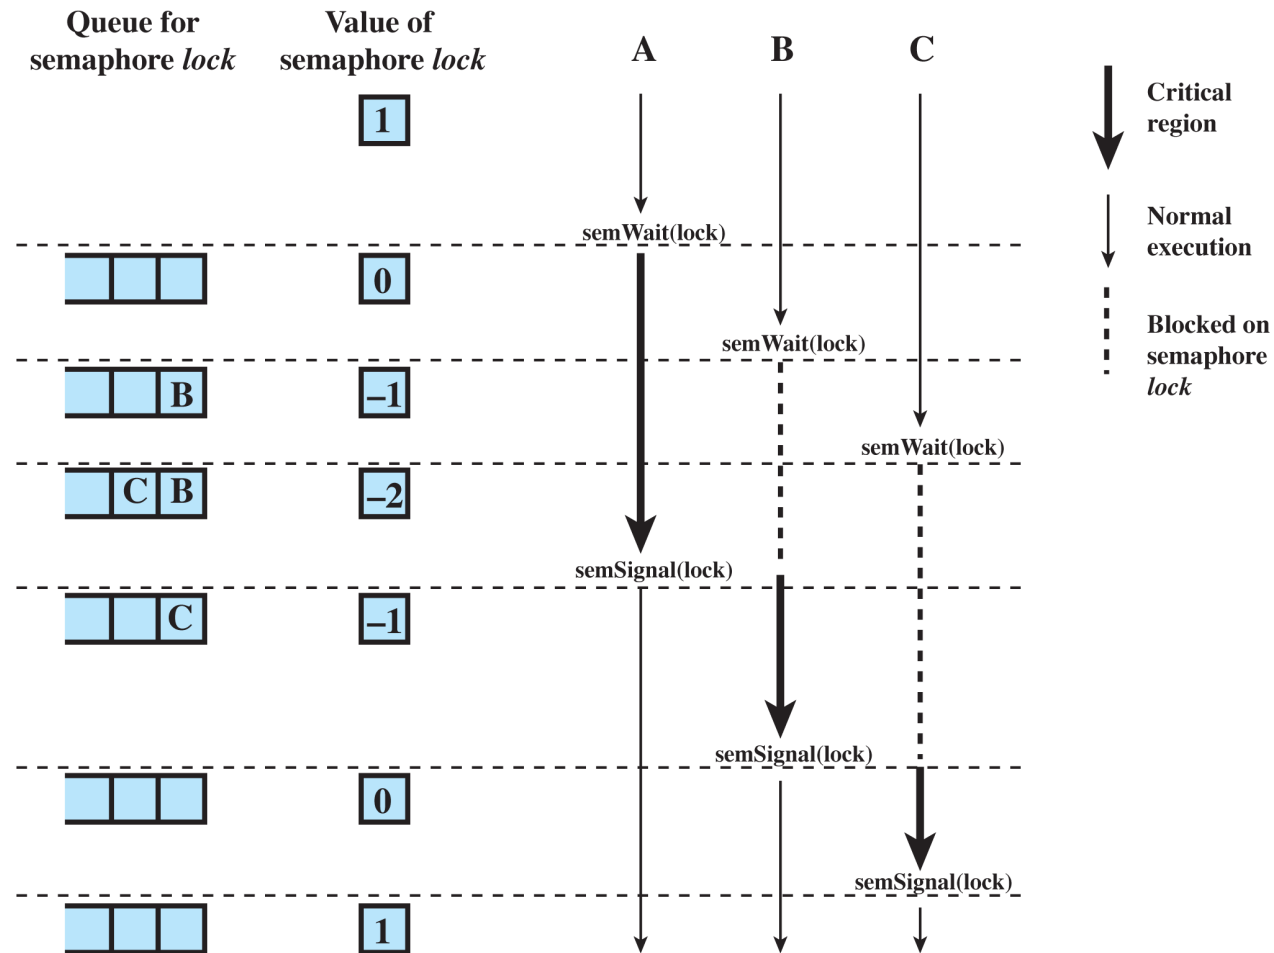 Queue for
semaphore lock
Value of
semaphore lock
A
B
C
1
Critical
region
Normal
execution
semWait(lock)
0
Blocked on
semaphore
lock
semWait(lock)
B
–1
semWait(lock)
C B
–2
semSignal(lock)
C
–1
semSignal(lock)
0
semSignal(lock)
1